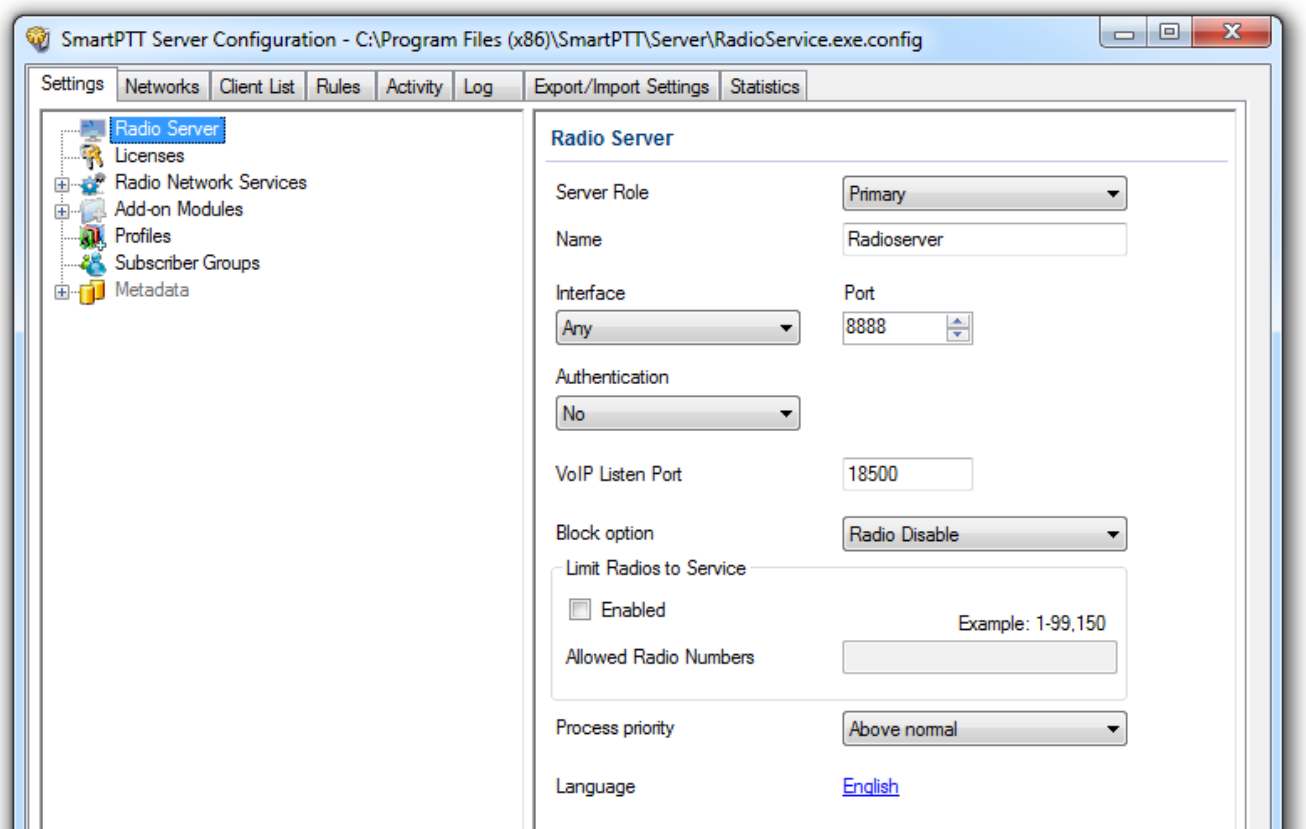 SmartPTT Server Configuration - C:\Program Files (x86)\SmartPTT\Server\RadioService.exe.config
Settings Networks Client List Rules Activity Log Export/Import Settings Statistics
Radio Server
Licenses
Radio Network Services
Add-on Modules
Profiles
Subscriber Groups
Metadata
Radio Server
Server Role Primary
Name Radioserver
Interface Port
Any 8888
Authentication
No
VoIP Listen Port 18500
Block option Radio Disable
Limit Radios to Service
Enabled
Example: 1-99,150
Allowed Radio Numbers
Process priority Above normal
Language English